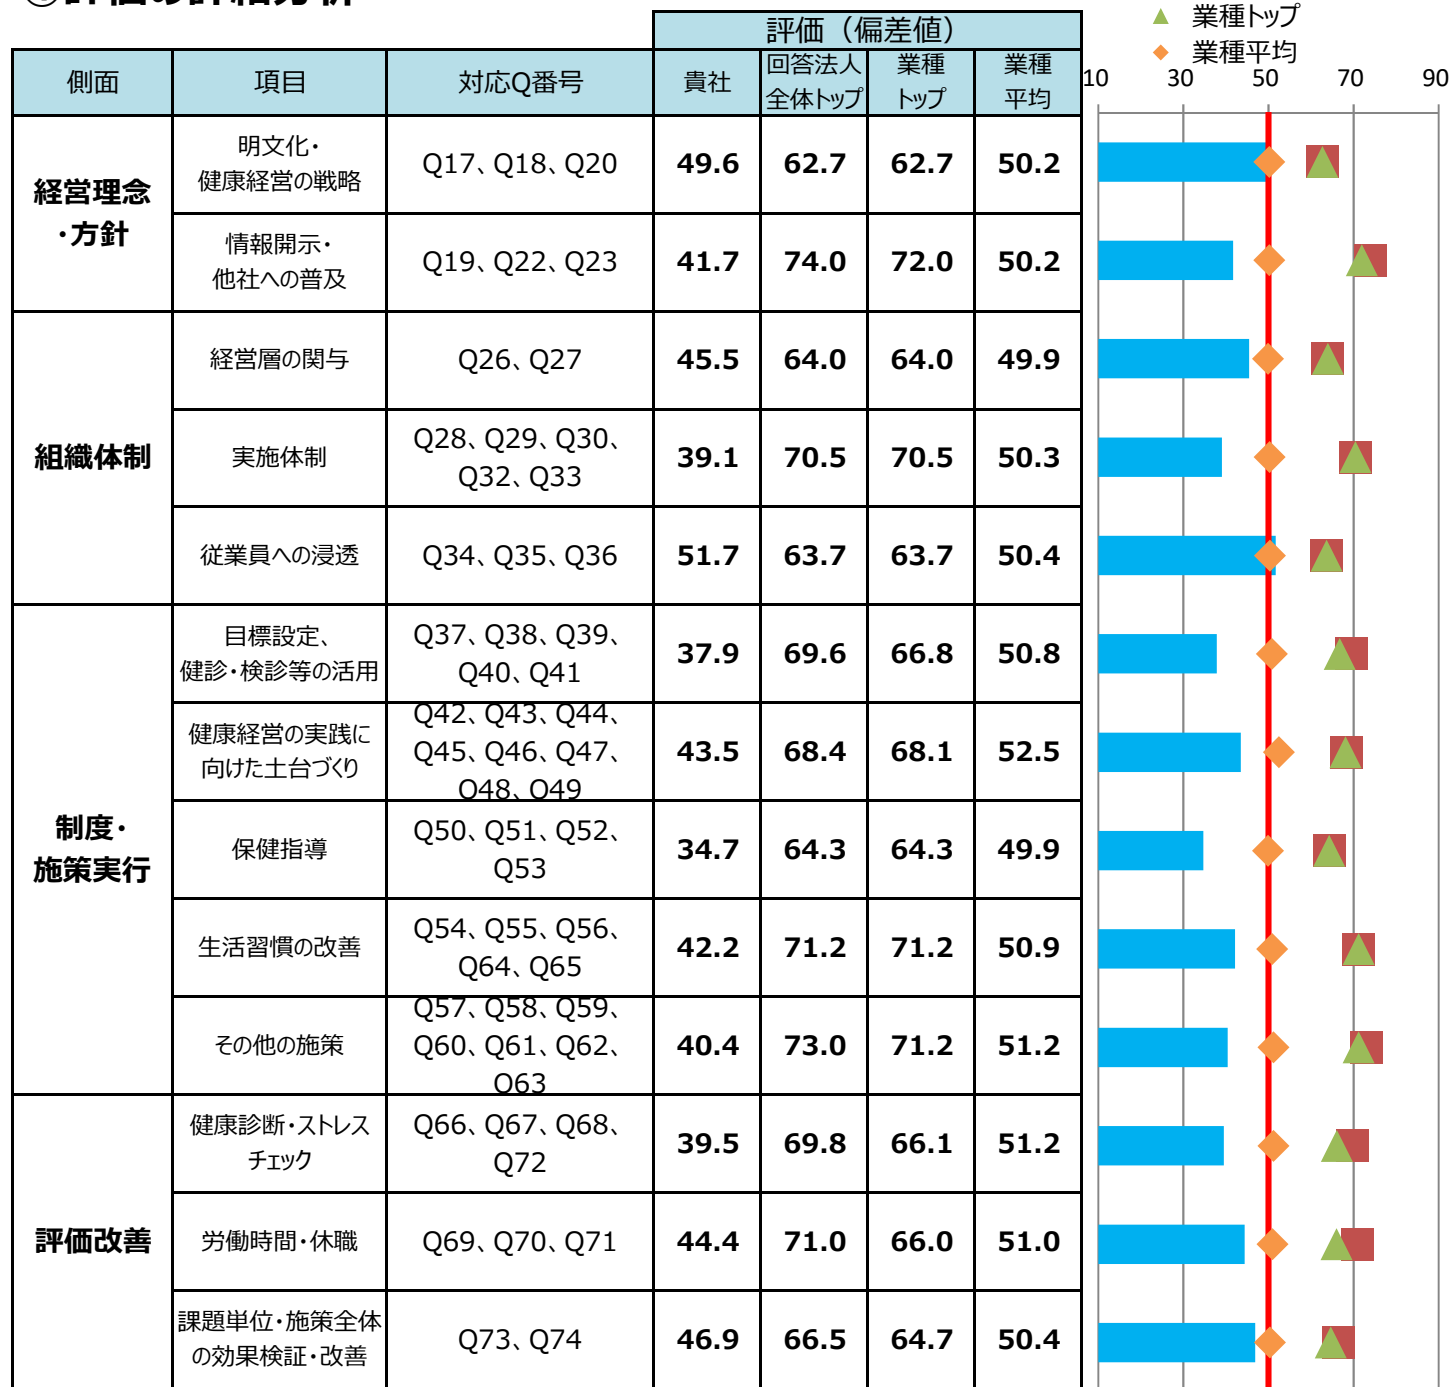 評価（偏差値）
▲ 業種トップ
◆ 業種平均
側面 項目 対応Q番号 貴社 回答法人 業種 業種
全体トップ トップ 平均
10 30 50 70 90
経営理念
・方針
明文化・
健康経営の戦略
Q17、Q18、Q20 49.6 62.7 62.7 50.2
情報開示・
他社への普及
Q19、Q22、Q23 41.7 74.0 72.0 50.2
組織体制
経営層の関与 Q26、Q27 45.5 64.0 64.0 49.9
実施体制
Q28、Q29、Q30、
Q32、Q33
39.1 70.5 70.5 50.3
従業員への浸透 Q34、Q35、Q36 51.7 63.7 63.7 50.4
制度・
施策実行
目標設定、
健診・検診等の活用
Q37、Q38、Q39、
Q40、Q41
37.9 69.6 66.8 50.8
健康経営の実践に
向けた土台づくり
Q42、Q43、Q44、
Q45、Q46、Q47、
Q48、Q49
43.5 68.4 68.1 52.5
保健指導
Q50、Q51、Q52、
Q53
34.7 64.3 64.3 49.9
生活習慣の改善
Q54、Q55、Q56、
Q64、Q65
42.2 71.2 71.2 50.9
その他の施策
Q57、Q58、Q59、
Q60、Q61、Q62、
Q63
40.4 73.0 71.2 51.2
評価改善
健康診断・ストレス
チェック
Q66、Q67、Q68、
Q72
39.5 69.8 66.1 51.2
労働時間・休職 Q69、Q70、Q71 44.4 71.0 66.0 51.0
課題単位・施策全体
の効果検証・改善
Q73、Q74 46.9 66.5 64.7 50.4